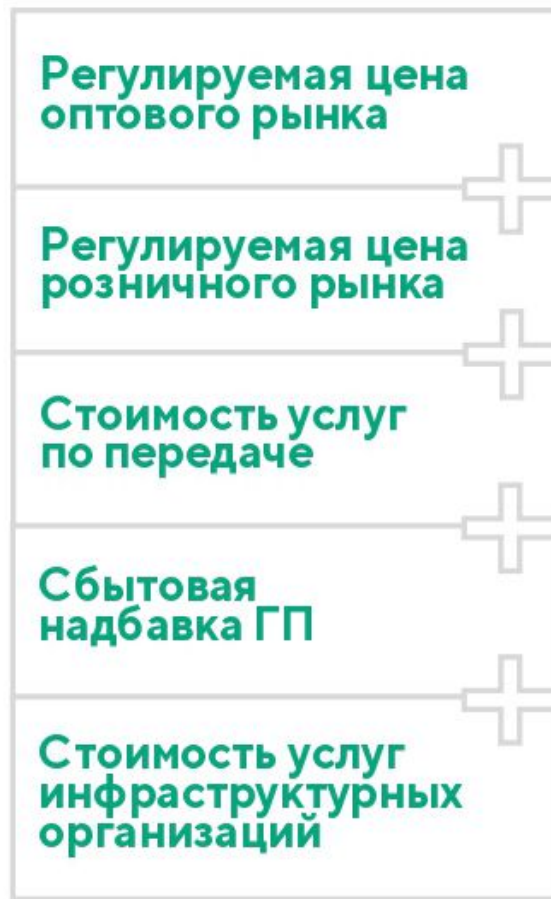 Регулируемая цена
оптового рынка
Регулируемая цена
розничного рынка
Стоимость услуг
по передаче
Сбытовая
надбавка ГП
Стоимость услуг
инфраструктурных
организаций